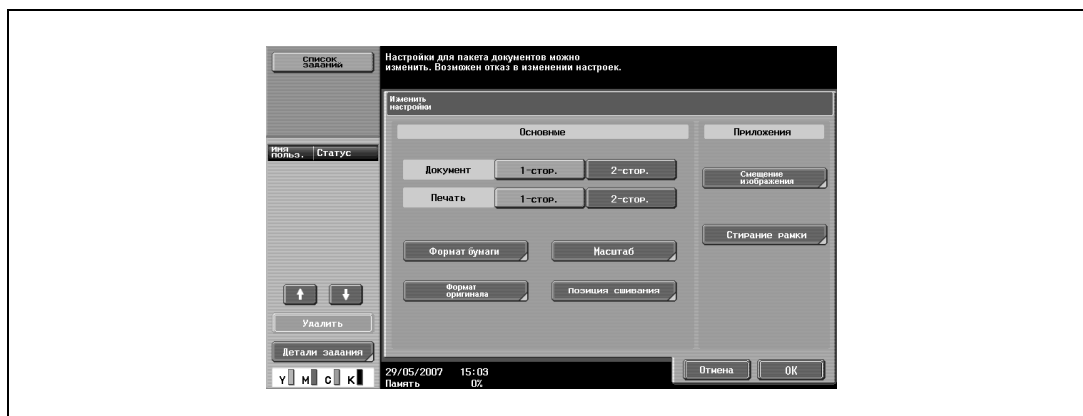 Список
заданий
Настройки для пакета документов можно
изменить. Возможен отказ в изменении настроек.
Изменить
настройки
Основные
Приложения
Имя
польз.
Статус
Документ
1-стор.
2-стор.
Смещение
изображения
Печать
1-стор.
2-стор.
Стирание рамки
Формат бумаги
Масштаб
Формат
оригинала
Позиция сшивания
Удалить
Детали задания
Y M C K
29/05/2007 15:03
Память 0%
Отмена
OK